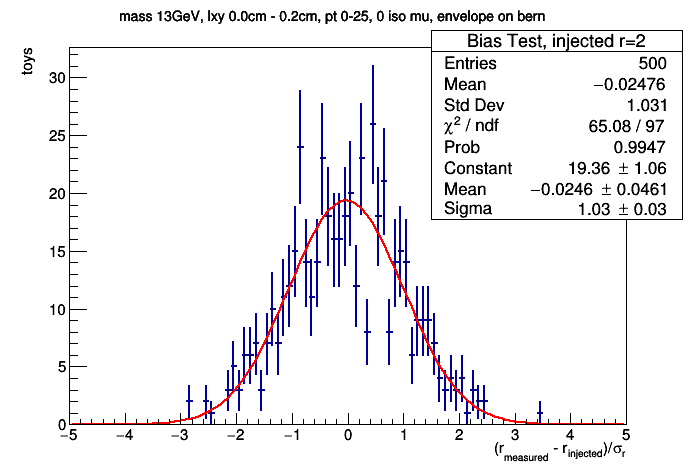 mass 13GeV, lxy 0.0cm - 0.2cm, pt 0-25, 0 iso mu, envelope on bern
Bias Test, injected r=2
Entries 500
Mean −0.02476
Std Dev 1.031
χ² / ndf 65.08 / 97
Prob 0.9947
Constant 19.36 ± 1.06
Mean −0.0246 ± 0.0461
Sigma 1.03 ± 0.03
toys
30
25
20
15
10
5
0
−5 −4 −3 −2 −1 0 1 2 3 4 5
(r_measured - r_injected)/σ_r